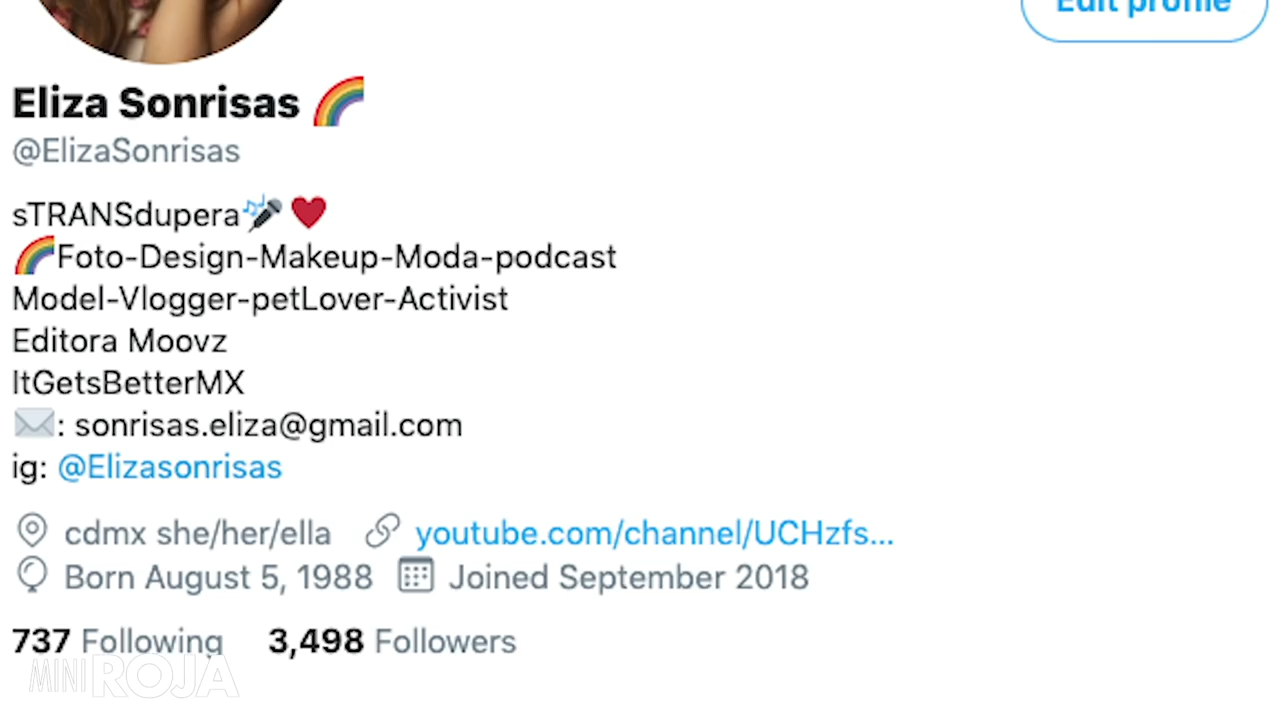 Edit profile
Eliza Sonrisas 🌈
@ElizaSonrisas
sTRANSdupera🎤❤️
🌈Foto-Design-Makeup-Moda-podcast
Model-Vlogger-petLover-Activist
Editora Moovz
ItGetsBetterMX
✉️: sonrisas.eliza@gmail.com
ig: @Elizasonrisas
cdmx she/her/ella youtube.com/channel/UCHzfs...
Born August 5, 1988 Joined September 2018
737 Following 3,498 Followers
MINI ROJA